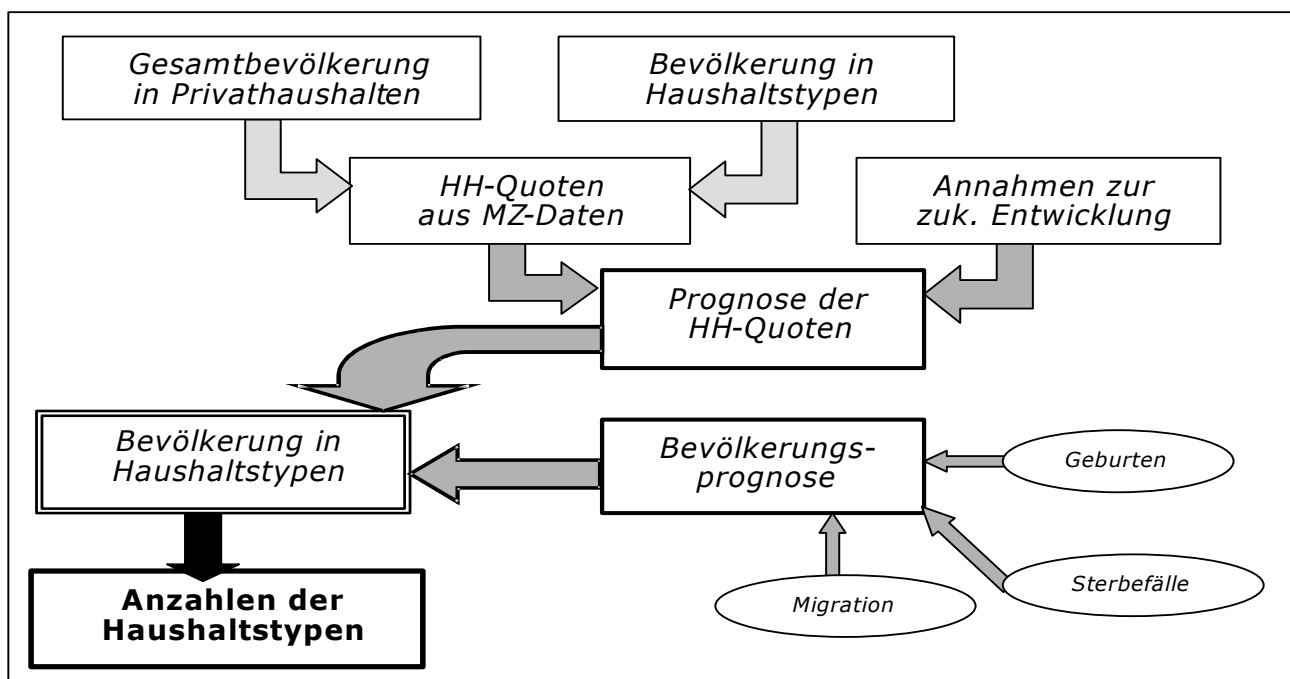 Gesamtbevölkerung
in Privathaushalten
Bevölkerung in
Haushaltstypen
HH-Quoten
aus MZ-Daten
Annahmen zur
zuk. Entwicklung
Prognose der
HH-Quoten
Bevölkerung in
Haushaltstypen
Bevölkerungs-
prognose
Geburten
Sterbefälle
Migration
Anzahlen der
Haushaltstypen